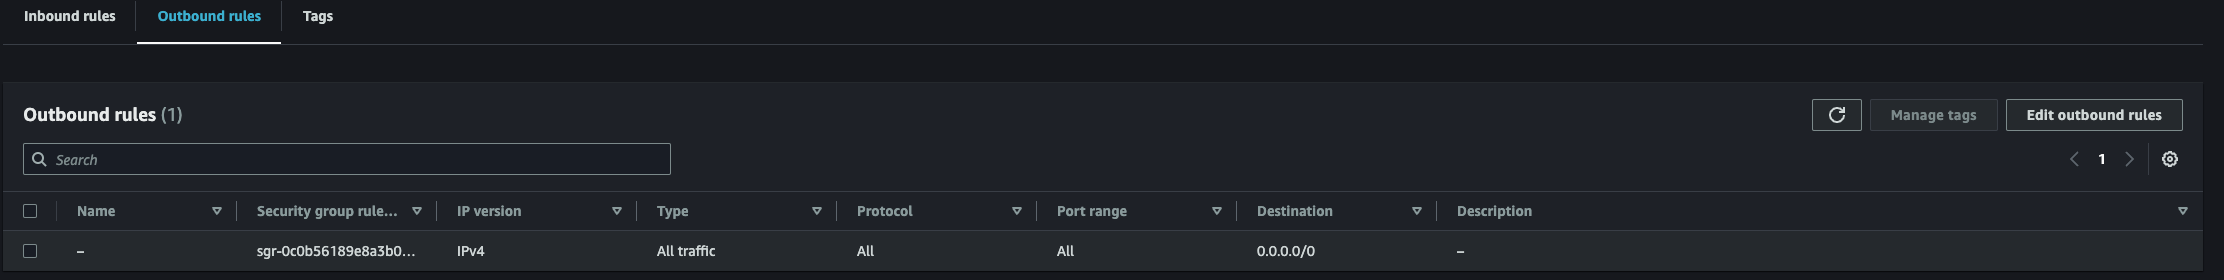 Inbound rules Outbound rules Tags
Outbound rules (1)
Manage tags Edit outbound rules
Search
1
Name Security group rule... IP version Type Protocol Port range Destination Description
– sgr-0c0b56189e8a3b0... IPv4 All traffic All All 0.0.0.0/0 –